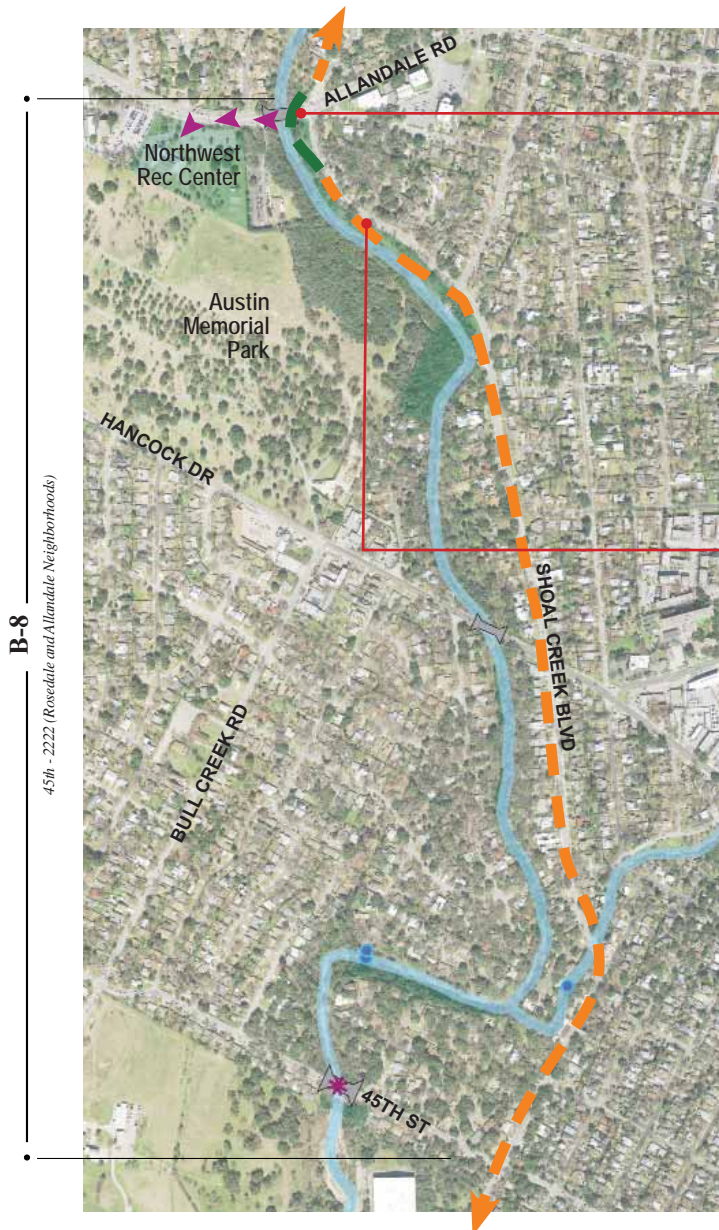 ALLANDALE RD
Northwest
Rec Center
Austin
Memorial
Park
HANCOCK DR
B-8
45th - 2222 (Rosedale and Allandale Neighborhoods)
SHOAL CREEK BLVD
BULL CREEK RD
45TH ST